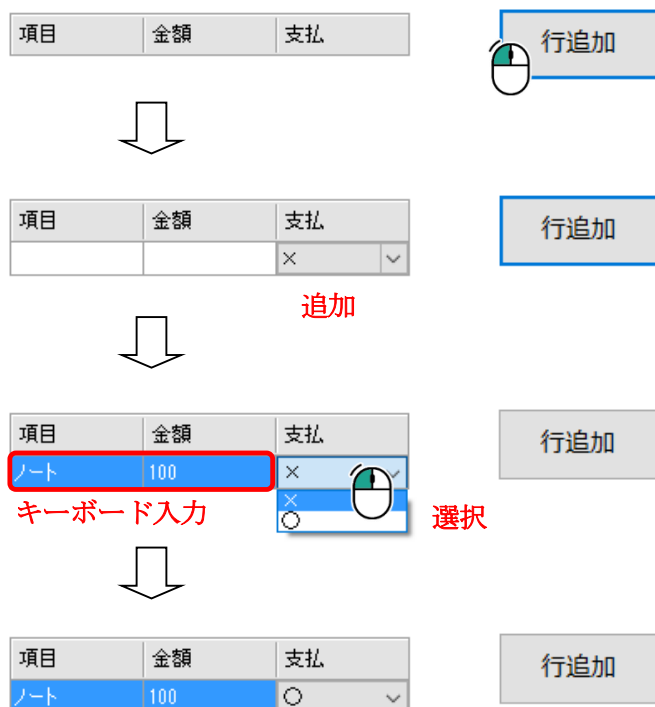 項目 金額 支払 行追加
項目 金額 支払 行追加
×
追加
項目 金額 支払 行追加
ノート 100 ×
×
○
キーボード入力 選択
項目 金額 支払 行追加
ノート 100 ○